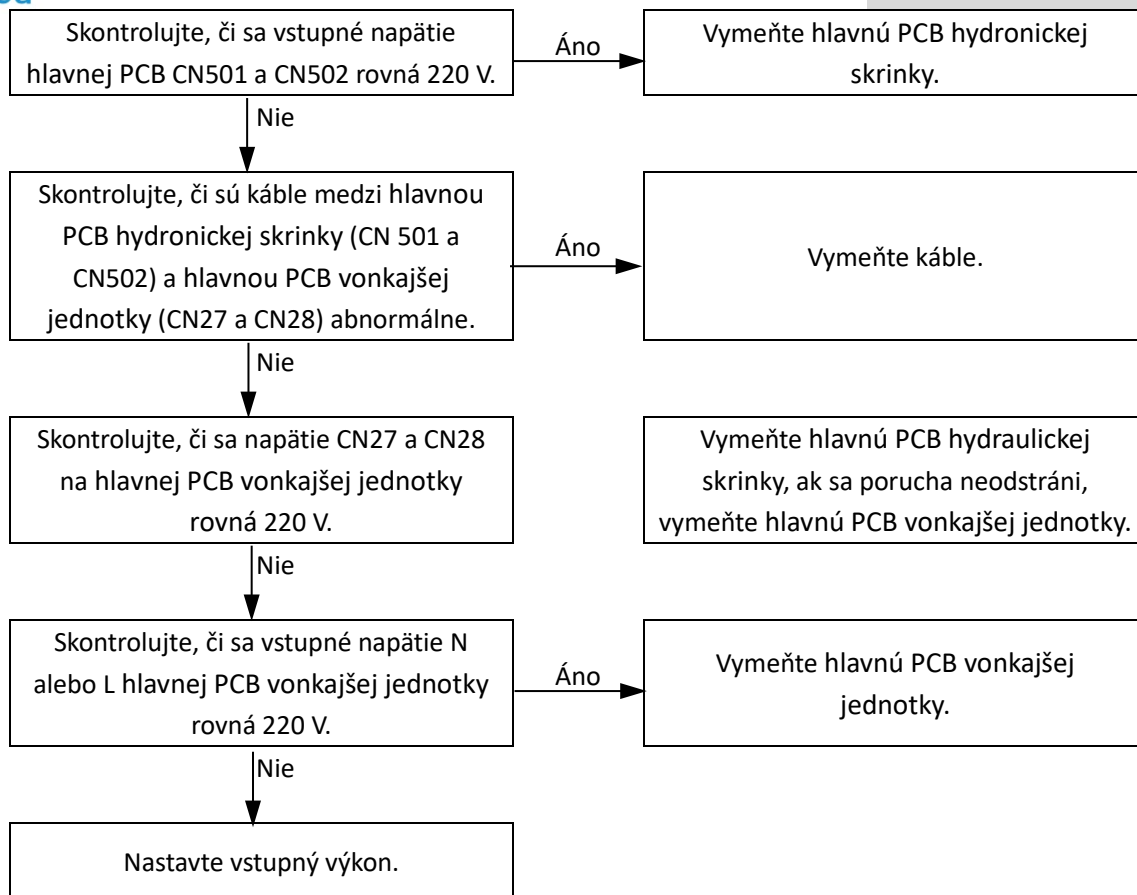 Skontrolujte, či sa vstupné napätie
hlavnej PCB CN501 a CN502 rovná 220 V.
Áno
Vymeňte hlavnú PCB hydronickej
skrinky.
Nie
Skontrolujte, či sú káble medzi hlavnou
PCB hydronickej skrinky (CN 501 a
CN502) a hlavnou PCB vonkajšej
jednotky (CN27 a CN28) abnormálne.
Áno
Vymeňte káble.
Nie
Skontrolujte, či sa napätie CN27 a CN28
na hlavnej PCB vonkajšej jednotky
rovná 220 V.
Vymeňte hlavnú PCB hydraulickej
skrinky, ak sa porucha neodstráni,
vymeňte hlavnú PCB vonkajšej jednotky.
Nie
Skontrolujte, či sa vstupné napätie N
alebo L hlavnej PCB vonkajšej jednotky
rovná 220 V.
Áno
Vymeňte hlavnú PCB vonkajšej
jednotky.
Nie
Nastavte vstupný výkon.